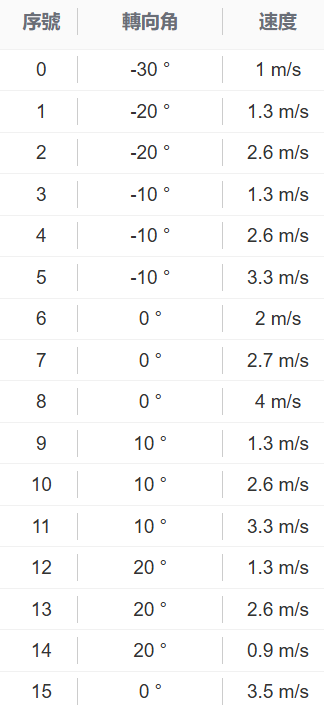 序號 轉向角 速度
0 -30 ° 1 m/s
1 -20 ° 1.3 m/s
2 -20 ° 2.6 m/s
3 -10 ° 1.3 m/s
4 -10 ° 2.6 m/s
5 -10 ° 3.3 m/s
6 0 ° 2 m/s
7 0 ° 2.7 m/s
8 0 ° 4 m/s
9 10 ° 1.3 m/s
10 10 ° 2.6 m/s
11 10 ° 3.3 m/s
12 20 ° 1.3 m/s
13 20 ° 2.6 m/s
14 20 ° 0.9 m/s
15 0 ° 3.5 m/s